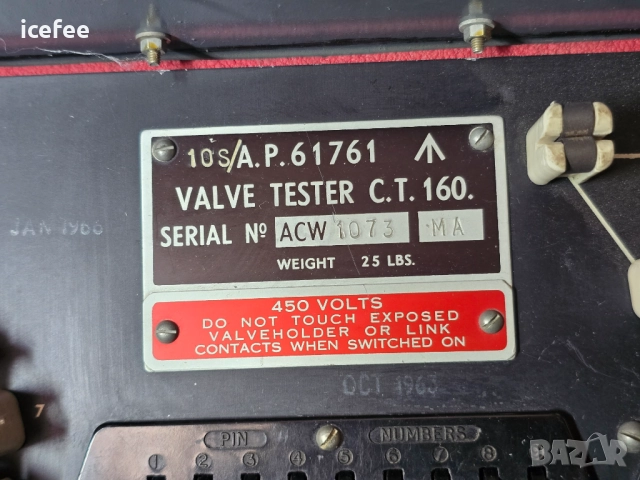 icefee
10S/A.P.61761
VALVE TESTER C.T.160.
SERIAL Nº ACW 1073 MA
WEIGHT 25 LBS.
JAN 1966
450 VOLTS
DO NOT TOUCH EXPOSED
VALVEHOLDER OR LINK
CONTACTS WHEN SWITCHED ON
OCT 1963
7
PIN NUMBERS
1 2 3 4 5 6 7 8
BAZAR